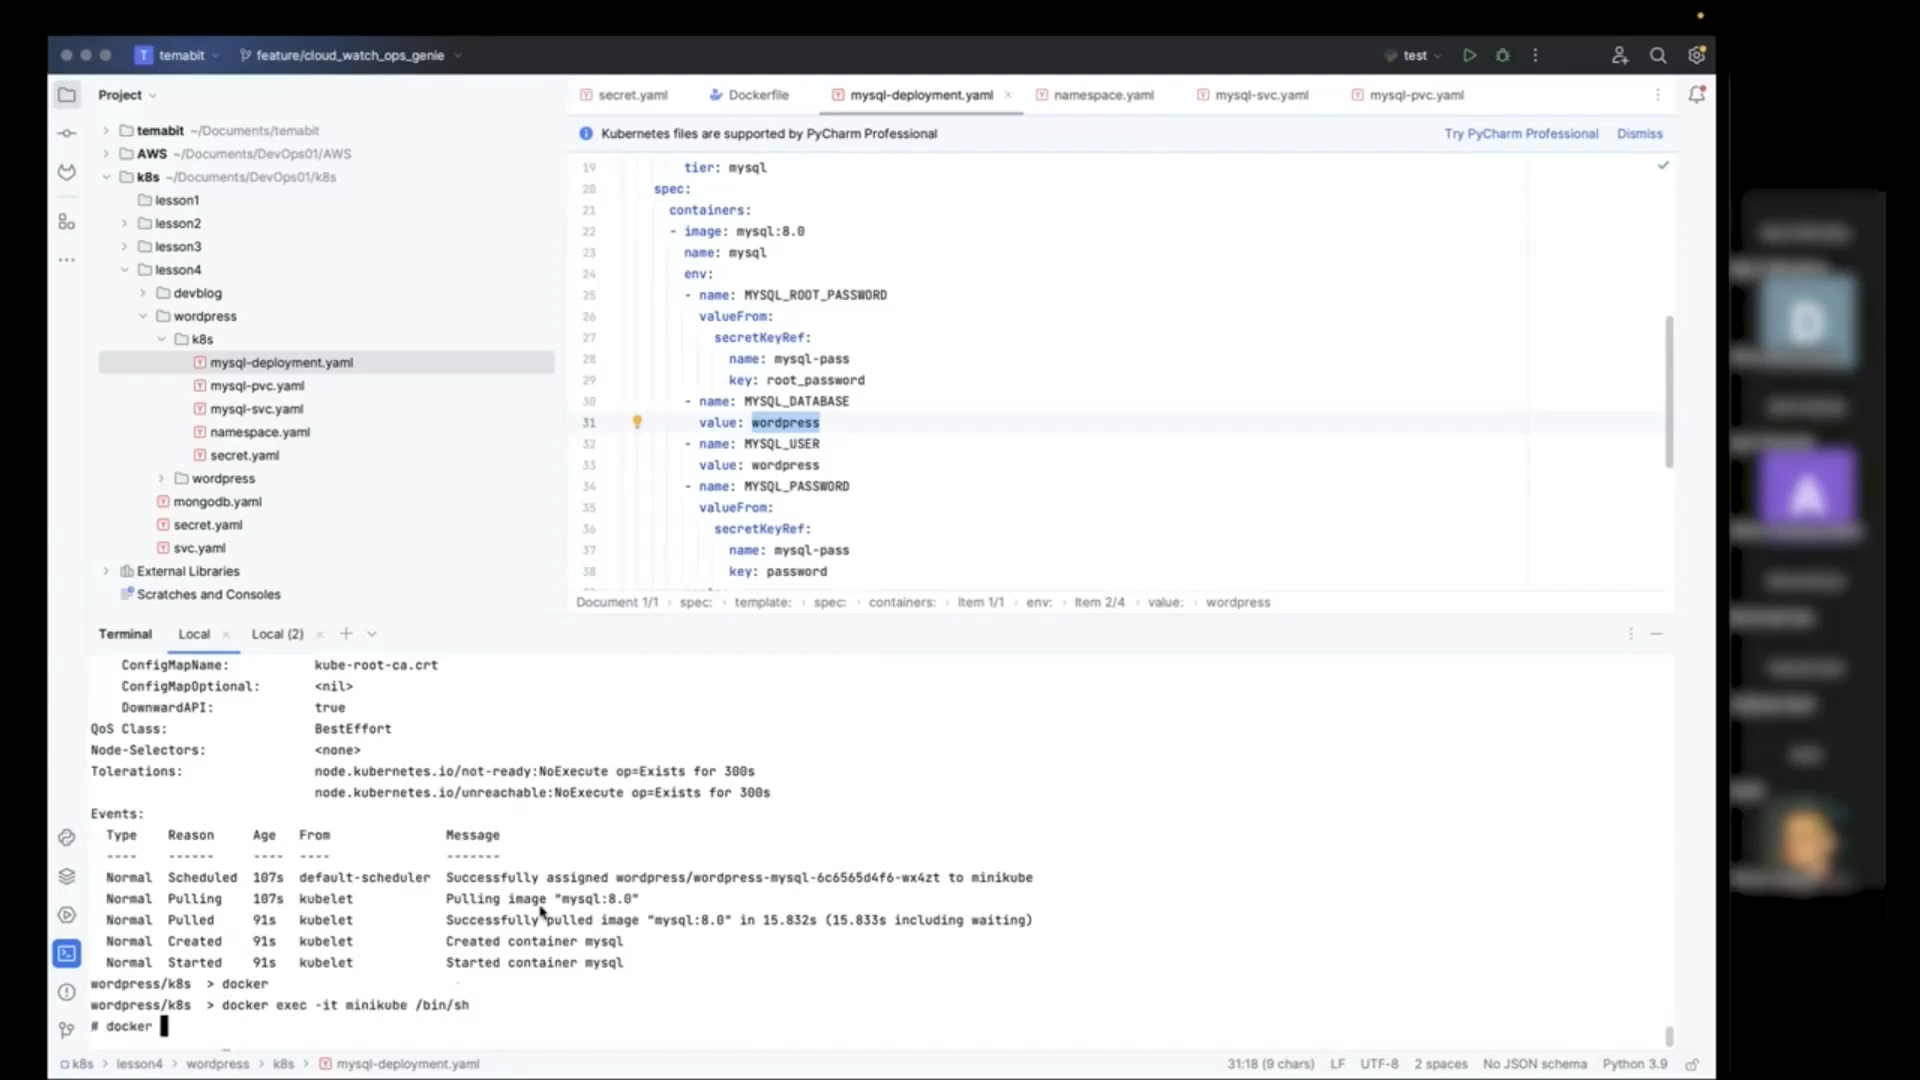 T temabit feature/cloud_watch_ops_genie test
Project
secret.yaml Dockerfile mysql-deployment.yaml namespace.yaml mysql-svc.yaml mysql-pvc.yaml
Kubernetes files are supported by PyCharm Professional Try PyCharm Professional Dismiss
temabit ~/Documents/temabit
AWS ~/Documents/DevOps01/AWS
k8s ~/Documents/DevOps01/k8s
lesson1
lesson2
lesson3
lesson4
devblog
wordpress
k8s
mysql-deployment.yaml
mysql-pvc.yaml
mysql-svc.yaml
namespace.yaml
secret.yaml
wordpress
mongodb.yaml
secret.yaml
svc.yaml
External Libraries
Scratches and Consoles
19 tier: mysql
20 spec:
21 containers:
22 - image: mysql:8.0
23 name: mysql
24 env:
25 - name: MYSQL_ROOT_PASSWORD
26 valueFrom:
27 secretKeyRef:
28 name: mysql-pass
29 key: root_password
30 - name: MYSQL_DATABASE
31 value: wordpress
32 - name: MYSQL_USER
33 value: wordpress
34 - name: MYSQL_PASSWORD
35 valueFrom:
36 secretKeyRef:
37 name: mysql-pass
38 key: password
Document 1/1 › spec: › template: › spec: › containers: › Item 1/1 › env: › Item 2/4 › value: › wordpress
Terminal Local Local (2)
ConfigMapName: kube-root-ca.crt
ConfigMapOptional: <nil>
DownwardAPI: true
QoS Class: BestEffort
Node-Selectors: <none>
Tolerations: node.kubernetes.io/not-ready:NoExecute op=Exists for 300s
node.kubernetes.io/unreachable:NoExecute op=Exists for 300s
Events:
Type Reason Age From Message
---- ------ ---- ---- -------
Normal Scheduled 107s default-scheduler Successfully assigned wordpress/wordpress-mysql-6c6565d4f6-wx4zt to minikube
Normal Pulling 107s kubelet Pulling image "mysql:8.0"
Normal Pulled 91s kubelet Successfully pulled image "mysql:8.0" in 15.832s (15.833s including waiting)
Normal Created 91s kubelet Created container mysql
Normal Started 91s kubelet Started container mysql
wordpress/k8s > docker
wordpress/k8s > docker exec -it minikube /bin/sh
# docker
k8s › lesson4 › wordpress › k8s › mysql-deployment.yaml 31:18 (9 chars) LF UTF-8 2 spaces No JSON schema Python 3.9
D
A